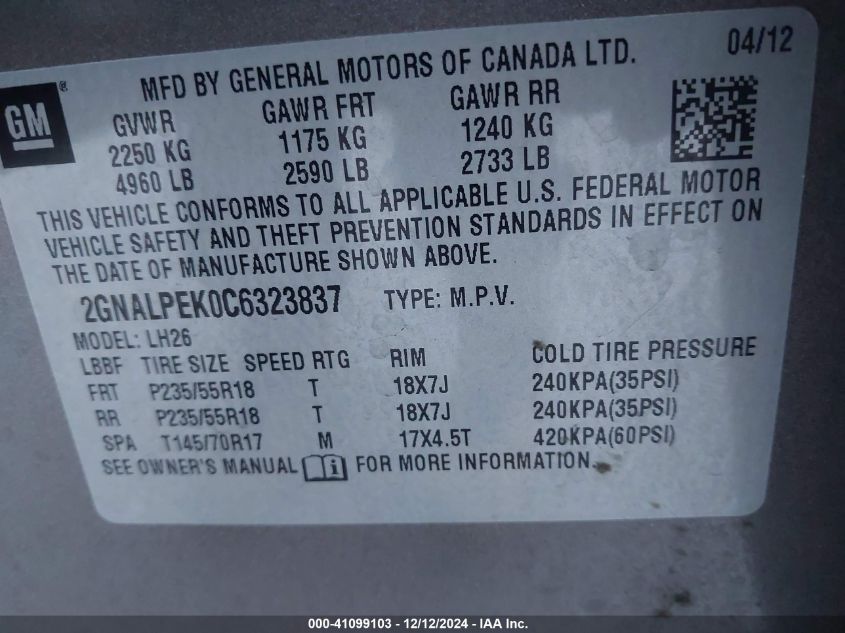 04/12
MFD BY GENERAL MOTORS OF CANADA LTD.
GM®
GVWR GAWR FRT GAWR RR
2250 KG 1175 KG 1240 KG
4960 LB 2590 LB 2733 LB
THIS VEHICLE CONFORMS TO ALL APPLICABLE U.S. FEDERAL MOTOR
VEHICLE SAFETY AND THEFT PREVENTION STANDARDS IN EFFECT ON
THE DATE OF MANUFACTURE SHOWN ABOVE.
2GNALPEK0C6323837 TYPE: M.P.V.
MODEL: LH26
LBBF TIRE SIZE SPEED RTG RIM COLD TIRE PRESSURE
FRT P235/55R18 T 18X7J 240KPA(35PSI)
RR P235/55R18 T 18X7J 240KPA(35PSI)
SPA T145/70R17 M 17X4.5T 420KPA(60PSI)
SEE OWNER'S MANUAL i FOR MORE INFORMATION.
000-41099103 - 12/12/2024 - IAA Inc.